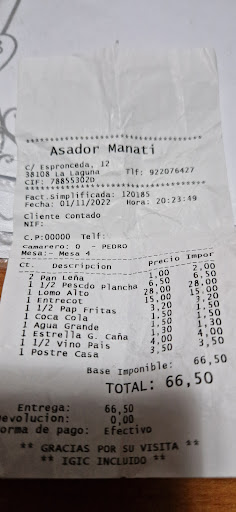 ********************************
Asador Manati
C/ Espronceda, 12
38108 La Laguna Tlf: 922076427
CIF: 78855302D
********************************
Fact.Simplificada: 120185
Fecha: 01/11/2022 Hora: 20:23:49
Cliente Contado
NIF:
C.P:00000 Telf:
Camarero: 0 - PEDRO
Mesa:- Mesa 4
Ct. Descripcion Precio Impor
2 Pan Leña 1,00 2,00
1 1/2 Pescdo Plancha 6,50 6,50
1 Lomo Alto 28,00 28,00
1 Entrecot 15,00 15,00
1 1/2 Pap Fritas 3,20 3,20
1 Coca Cola 1,50 1,50
1 Agua Grande 1,50 1,50
1 Estrella G. Caña 1,30 1,30
1 1/2 Vino Pais 4,00 4,00
1 Postre Casa 3,50 3,50
Base Imponible: 66,50
TOTAL: 66,50
Entrega: 66,50
Devolucion: 0,00
orma de pago: Efectivo
** GRACIAS POR SU VISITA **
** IGIC INCLUIDO **